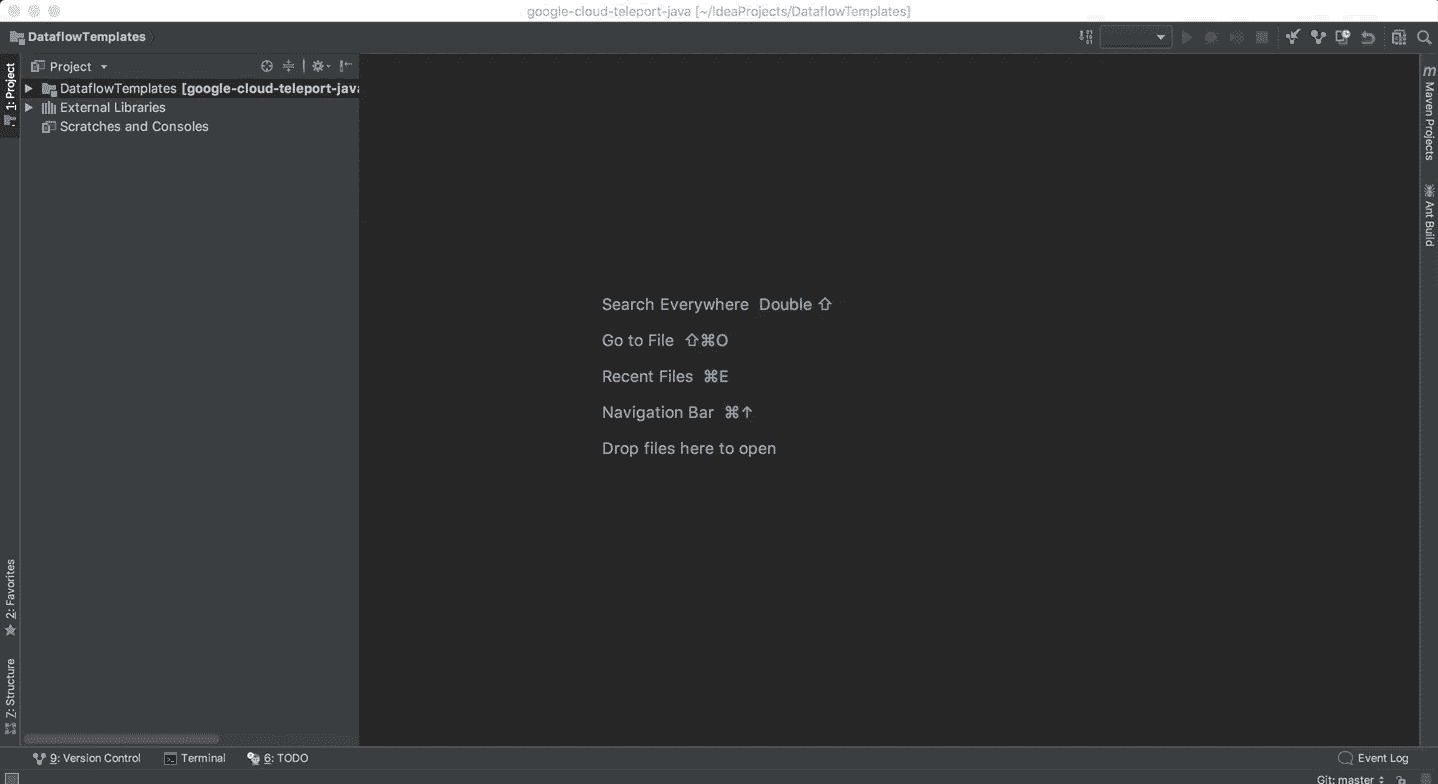 google-cloud-teleport-java [~/IdeaProjects/DataflowTemplates]
DataflowTemplates
1: Project
Project
DataflowTemplates [google-cloud-teleport-java
External Libraries
Scratches and Consoles
Search Everywhere Double ⇧
Go to File ⇧⌘O
Recent Files ⌘E
Navigation Bar ⌘↑
Drop files here to open
m Maven Projects
Ant Build
2: Favorites
Z: Structure
9: Version Control
Terminal
6: TODO
Event Log
Git: master